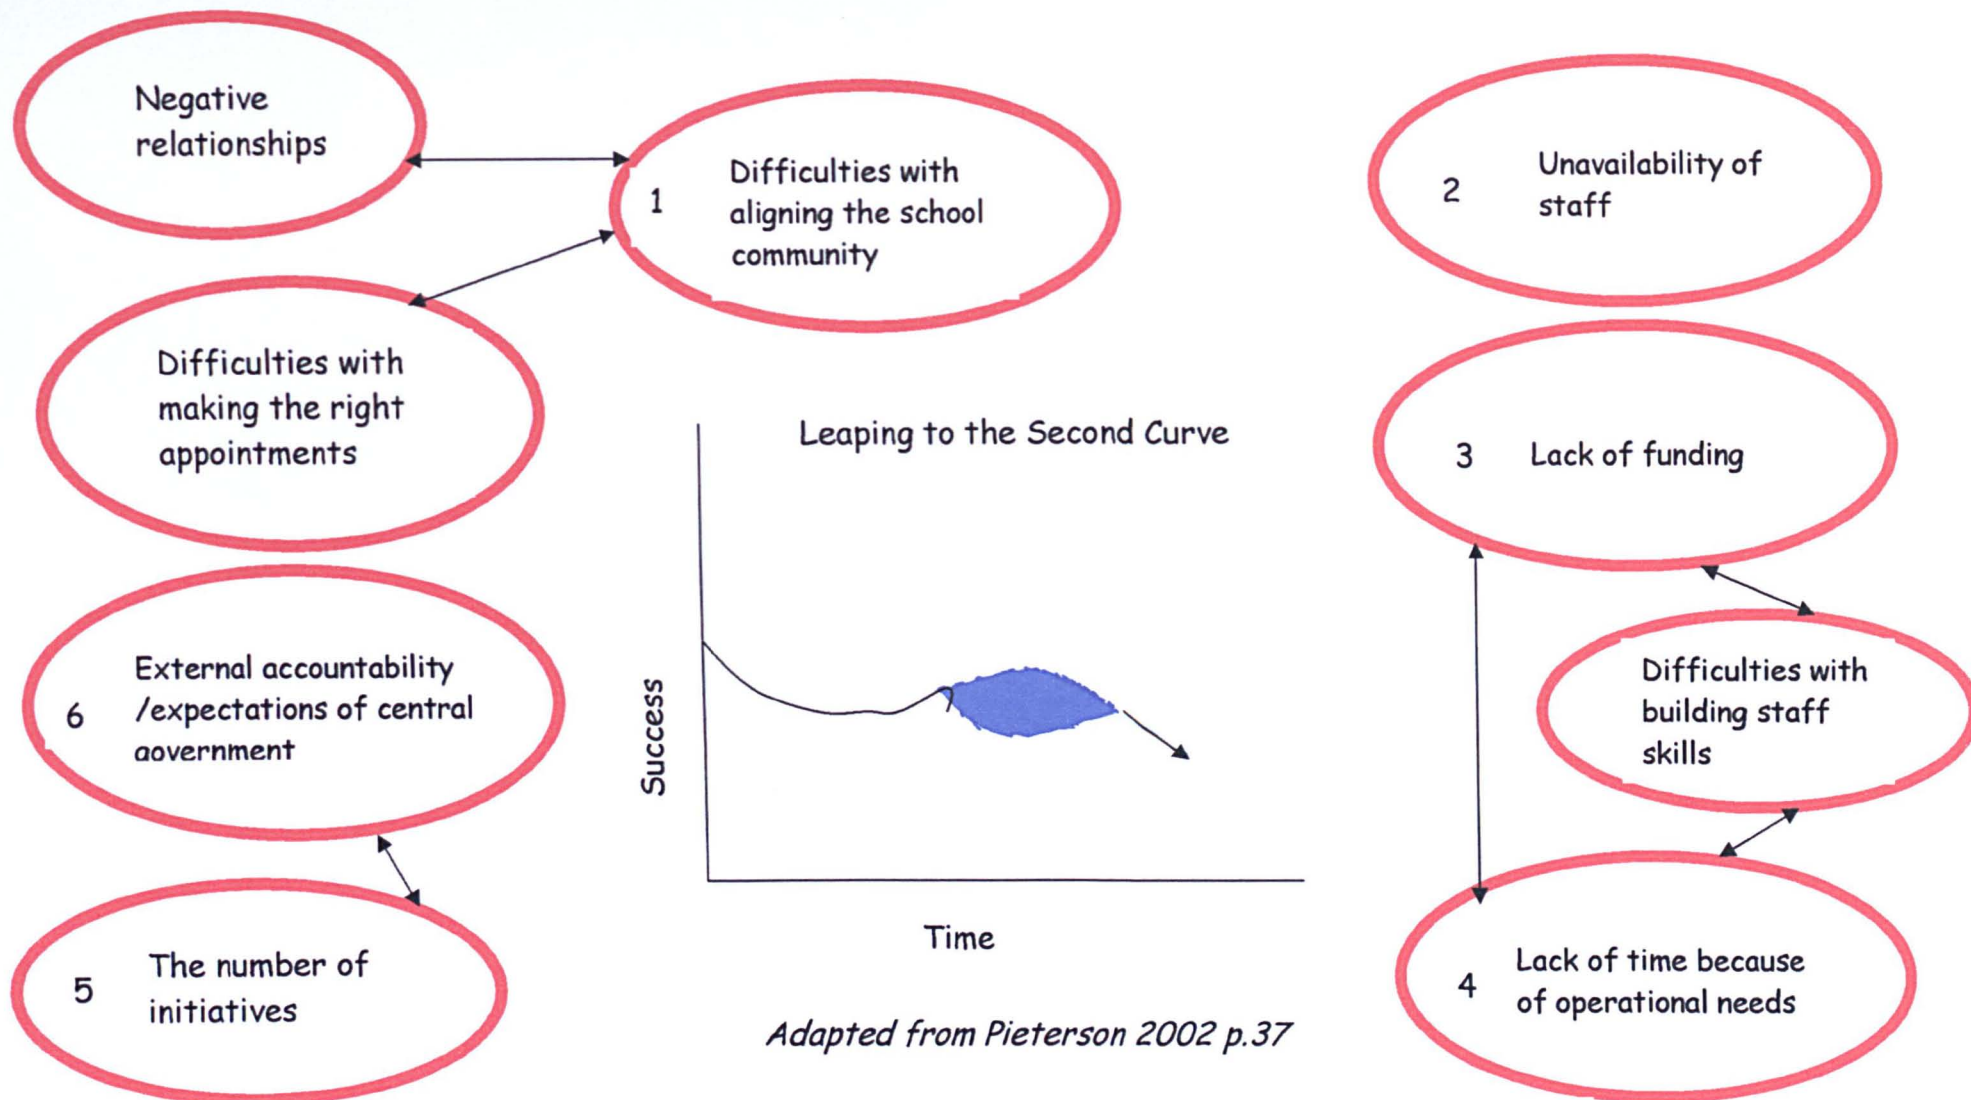 Negative
relationships
1
Difficulties with
aligning the school
community
2
Unavailability of
staff
Difficulties with
making the right
appointments
3
Lack of funding
Leaping to the Second Curve
Success
Time
6
External accountability
/expectations of central
government
Difficulties with
building staff
skills
5
The number of
initiatives
4
Lack of time because
of operational needs
Adapted from Pieterson 2002 p.37